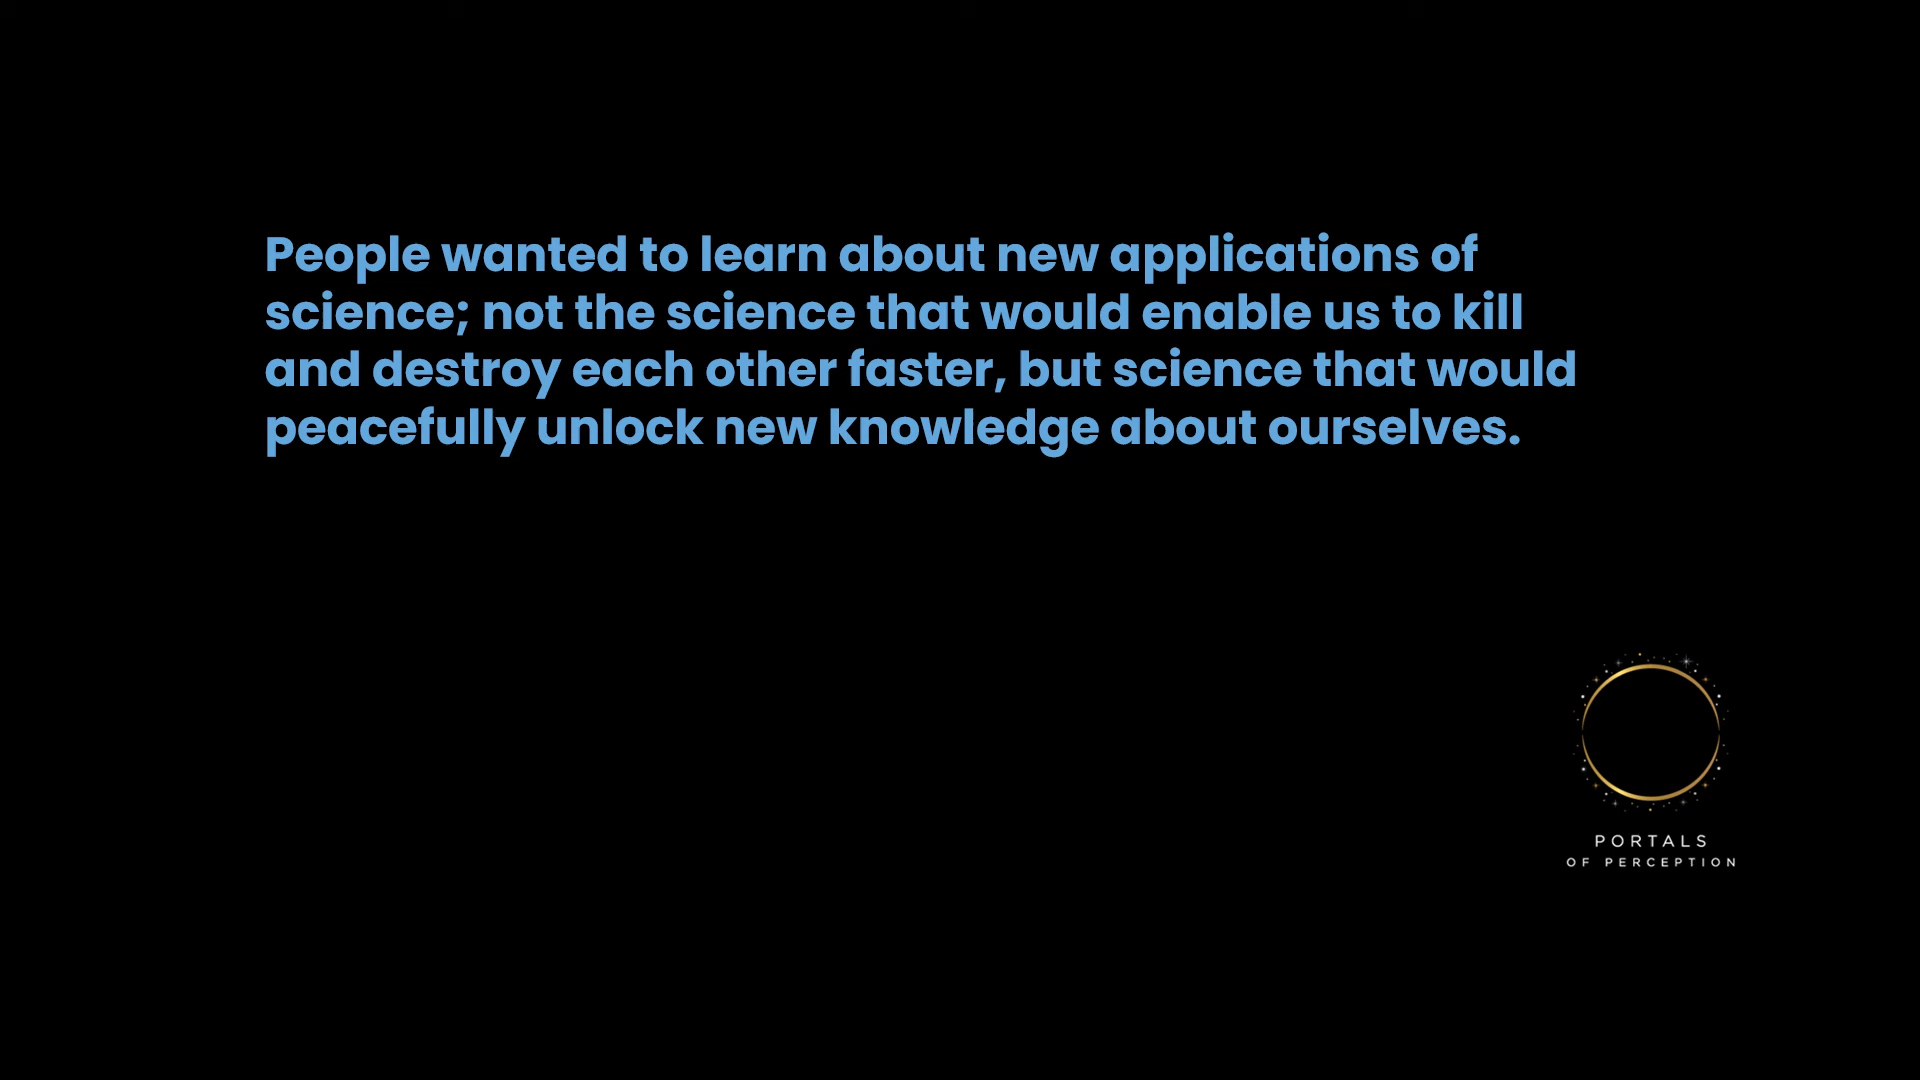 People wanted to learn about new applications of
science; not the science that would enable us to kill
and destroy each other faster, but science that would
peacefully unlock new knowledge about ourselves.
PORTALS
OF PERCEPTION